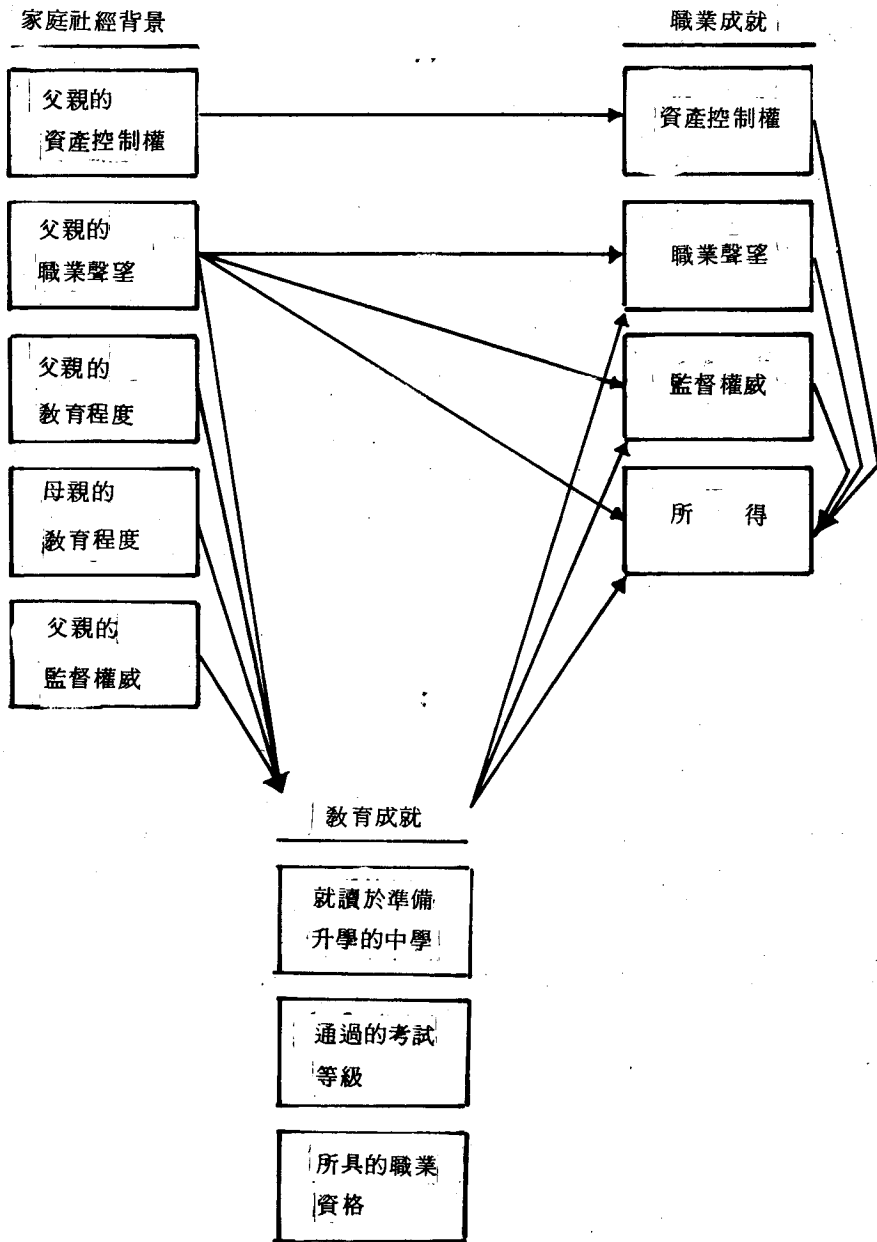 家庭社經背景
父親的
資產控制權
父親的
職業聲望
父親的
教育程度
母親的
教育程度
父親的
監督權威
職業成就
資產控制權
職業聲望
監督權威
所 得
教育成就
就讀於準備
升學的中學
通過的考試
等級
所具的職業
資格